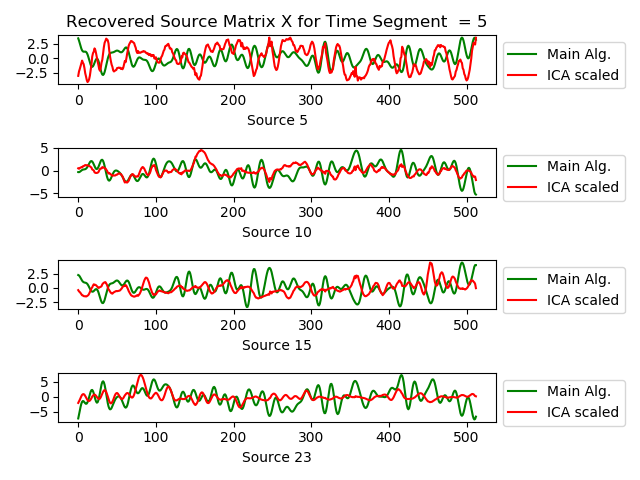 Recovered Source Matrix X for Time Segment  = 5
2.5
0.0
−2.5
0 100 200 300 400 500
Source 5
Main Alg.
ICA scaled
5
0
−5
0 100 200 300 400 500
Source 10
Main Alg.
ICA scaled
2.5
0.0
−2.5
0 100 200 300 400 500
Source 15
Main Alg.
ICA scaled
5
0
−5
0 100 200 300 400 500
Source 23
Main Alg.
ICA scaled